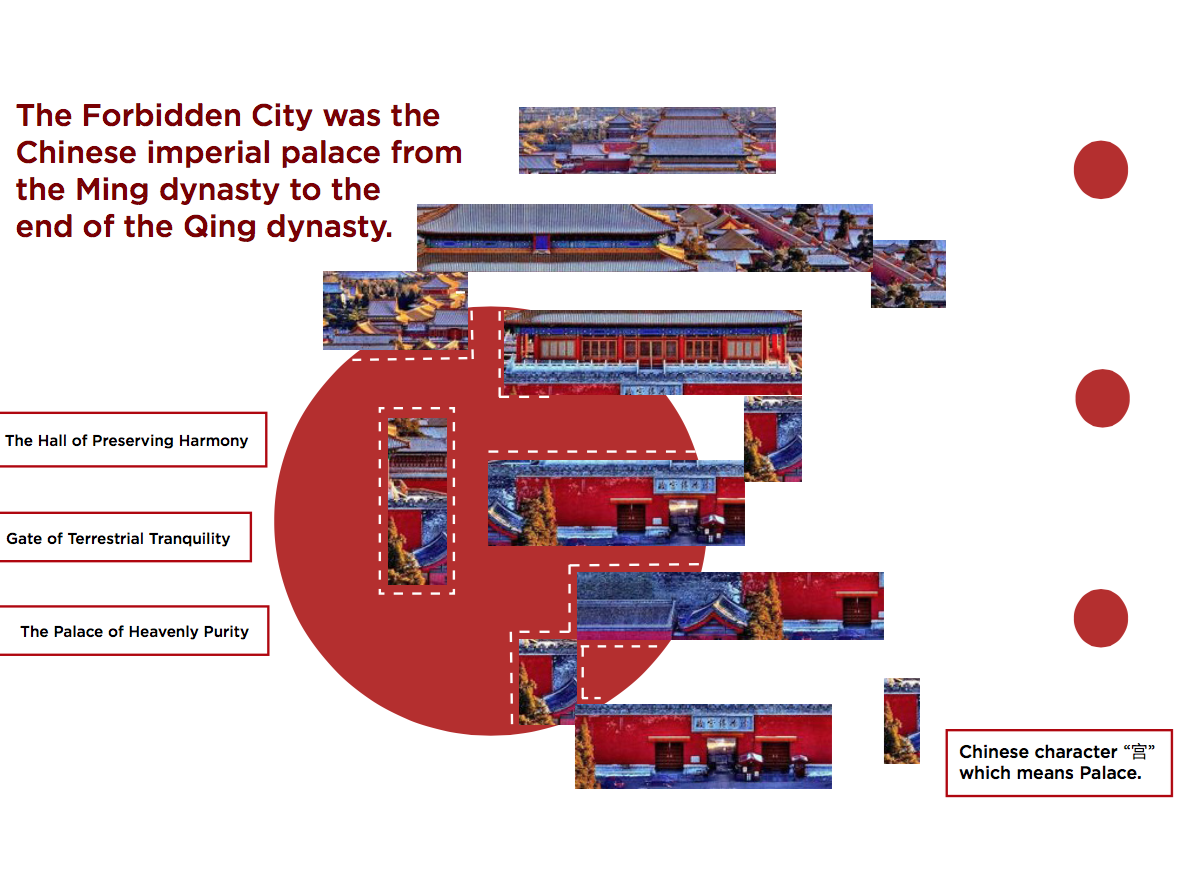 The Forbidden City was the
Chinese imperial palace from
the Ming dynasty to the
end of the Qing dynasty.
The Hall of Preserving Harmony
Gate of Terrestrial Tranquility
The Palace of Heavenly Purity
Chinese character “宫”
which means Palace.